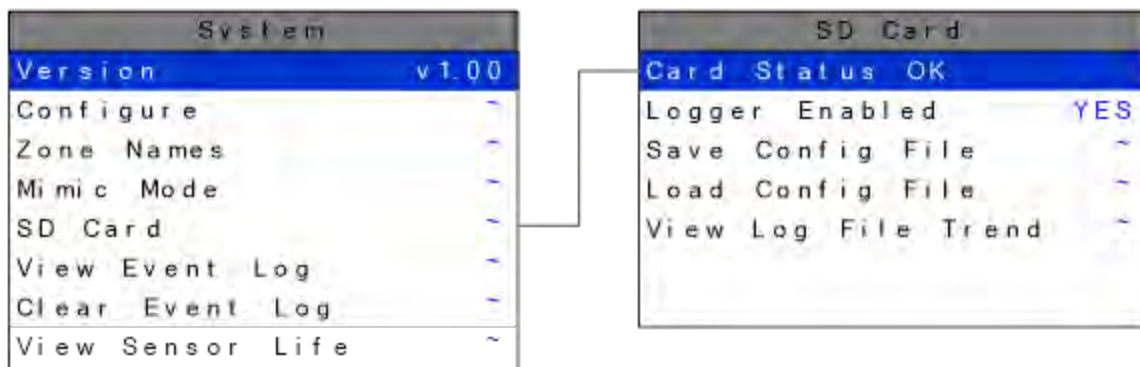 System
Version v1.00
Configure ~
Zone Names ~
Mimic Mode ~
SD Card ~
View Event Log ~
Clear Event Log ~
View Sensor Life ~
SD Card
Card Status OK
Logger Enabled YES
Save Config File ~
Load Config File ~
View Log File Trend ~